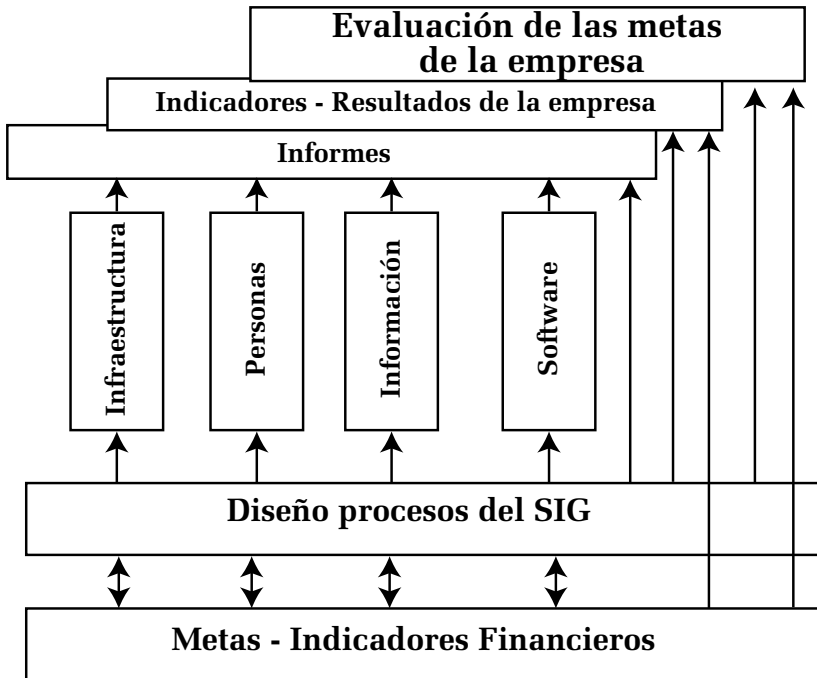 Evaluación de las metas
de la empresa
Indicadores - Resultados de la empresa
Informes
Infraestructura
Personas
Información
Software
Diseño procesos del SIG
Metas - Indicadores Financieros